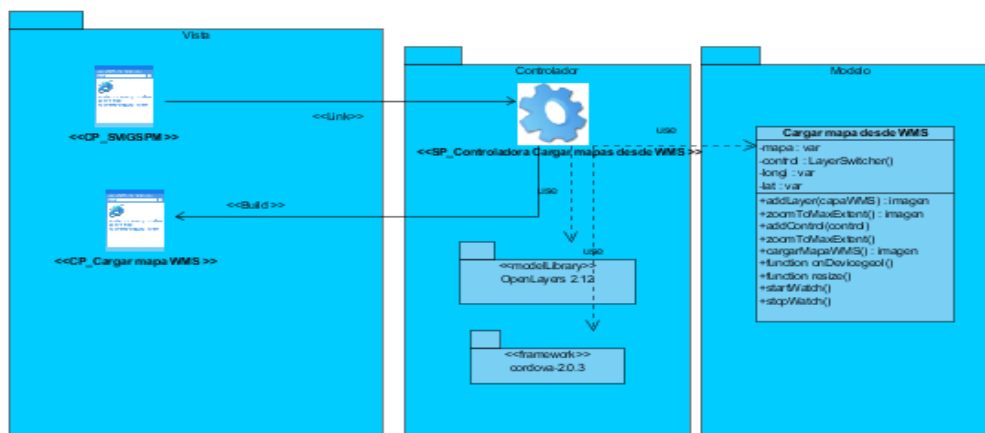 Vista
<<CP_SMIGSPM>>
<<Link>>
<<Build >>
<<CP_Cargar mapa WMS >>
Controlador
<<SP_Controladora Cargar mapas desde WMS >>
use
use
use
<<modelLibrary>>
OpenLayers 2.12
<<framework>>
cordova-2.0.3
Modelo
Cargar mapa desde WMS
-mapa : var
-control : LayerSwitcher()
-longi : var
-lat : var
+addLayer(capaWMS) : imagen
+zoomToMaxExtent() : imagen
+addControl(control)
+zoomToMaxExtent()
+cargarMapaWMS() : imagen
+function onDevicegeol()
+function resize()
+startWatch()
+stopWatch()